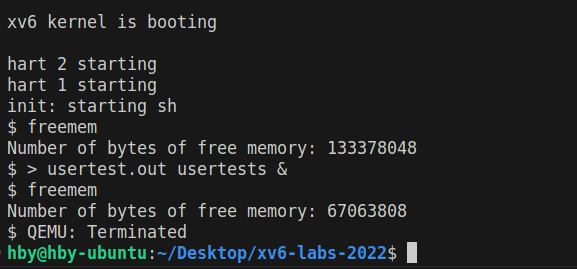 xv6 kernel is booting
hart 2 starting
hart 1 starting
init: starting sh
$ freemem
Number of bytes of free memory: 133378048
$ > usertest.out usertests &
$ freemem
Number of bytes of free memory: 67063808
$ QEMU: Terminated
hby@hby-ubuntu:~/Desktop/xv6-labs-2022$